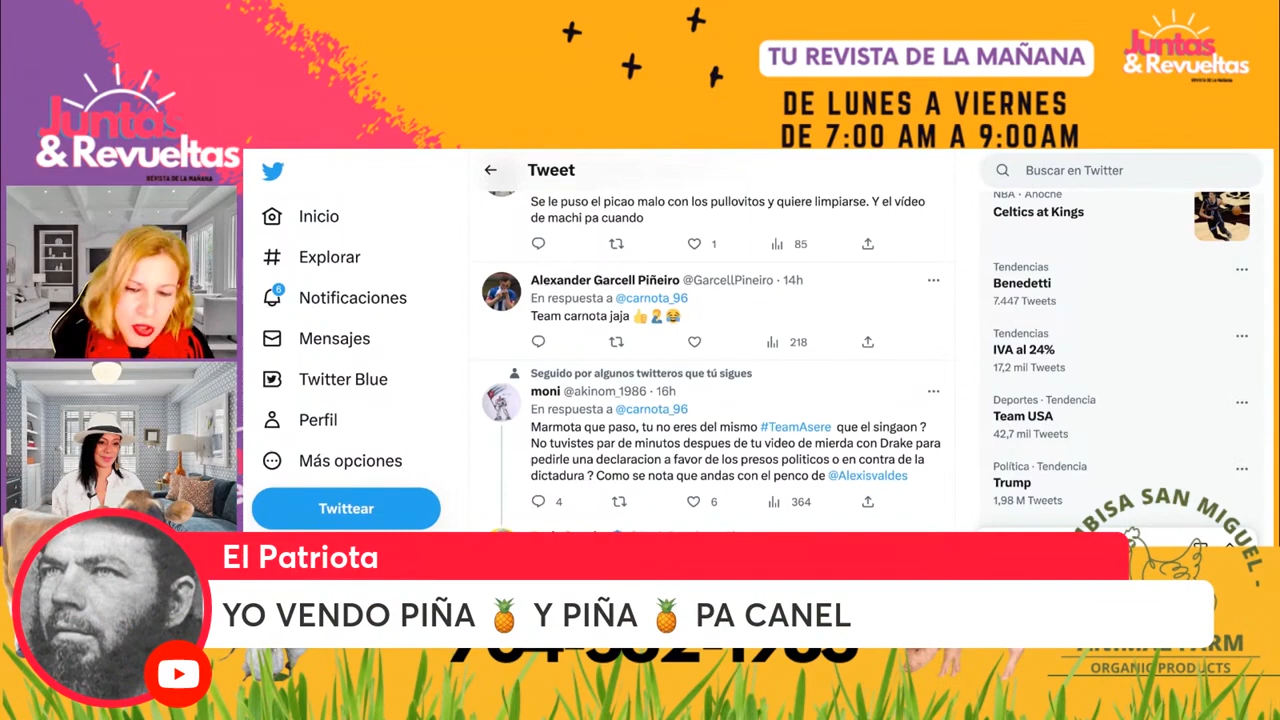 TU REVISTA DE LA MAÑANA
DE LUNES A VIERNES
DE 7:00 AM A 9:00AM
Juntas
& Revueltas
REVISTA DE LA MAÑANA
Juntas
& Revueltas
REVISTA DE LA MAÑANA
Inicio
Explorar
6
Notificaciones
Mensajes
Twitter Blue
Perfil
Más opciones
Twittear
Tweet
Se le puso el picao malo con los pullovitos y quiere limpiarse. Y el vídeo
de machi pa cuando
1
85
Alexander Garcell Piñeiro @GarcellPineiro · 14h
En respuesta a @carnota_96
Team carnota jaja 👍🤦‍♂️😂
218
Seguido por algunos twitteros que tú sigues
moni @akinom_1986 · 16h
En respuesta a @carnota_96
Marmota que paso, tu no eres del mismo #TeamAsere que el singaon ?
No tuvistes par de minutos despues de tu video de mierda con Drake para
pedirle una declaracion a favor de los presos politicos o en contra de la
dictadura ? Como se nota que andas con el penco de @Alexisvaldes
4
6
364
Buscar en Twitter
NBA · Anoche
Celtics at Kings
Tendencias
Benedetti
7.447 Tweets
Tendencias
IVA al 24%
17,2 mil Tweets
Deportes · Tendencia
Team USA
42,7 mil Tweets
Política · Tendencia
Trump
1,98 M Tweets
SAN MIGUEL -
El Patriota
YO VENDO PIÑA 🍍 Y PIÑA 🍍 PA CANEL
ANIMAL FARM
ORGANIC PRODUCTS